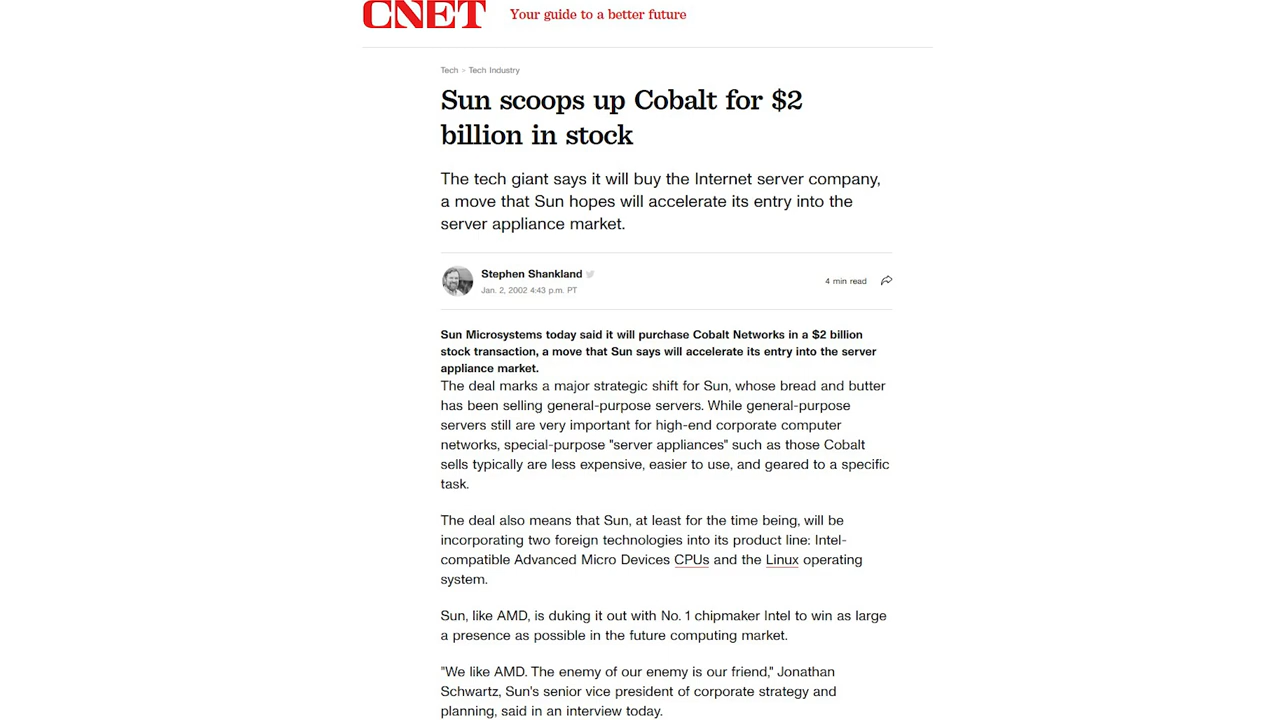 CNET
Your guide to a better future
Tech > Tech Industry
Sun scoops up Cobalt for $2
billion in stock
The tech giant says it will buy the Internet server company,
a move that Sun hopes will accelerate its entry into the
server appliance market.
Stephen Shankland
Jan. 2, 2002 4:43 p.m. PT
4 min read
Sun Microsystems today said it will purchase Cobalt Networks in a $2 billion
stock transaction, a move that Sun says will accelerate its entry into the server
appliance market.
The deal marks a major strategic shift for Sun, whose bread and butter
has been selling general-purpose servers. While general-purpose
servers still are very important for high-end corporate computer
networks, special-purpose "server appliances" such as those Cobalt
sells typically are less expensive, easier to use, and geared to a specific
task.
The deal also means that Sun, at least for the time being, will be
incorporating two foreign technologies into its product line: Intel-
compatible Advanced Micro Devices CPUs and the Linux operating
system.
Sun, like AMD, is duking it out with No. 1 chipmaker Intel to win as large
a presence as possible in the future computing market.
"We like AMD. The enemy of our enemy is our friend," Jonathan
Schwartz, Sun's senior vice president of corporate strategy and
planning, said in an interview today.